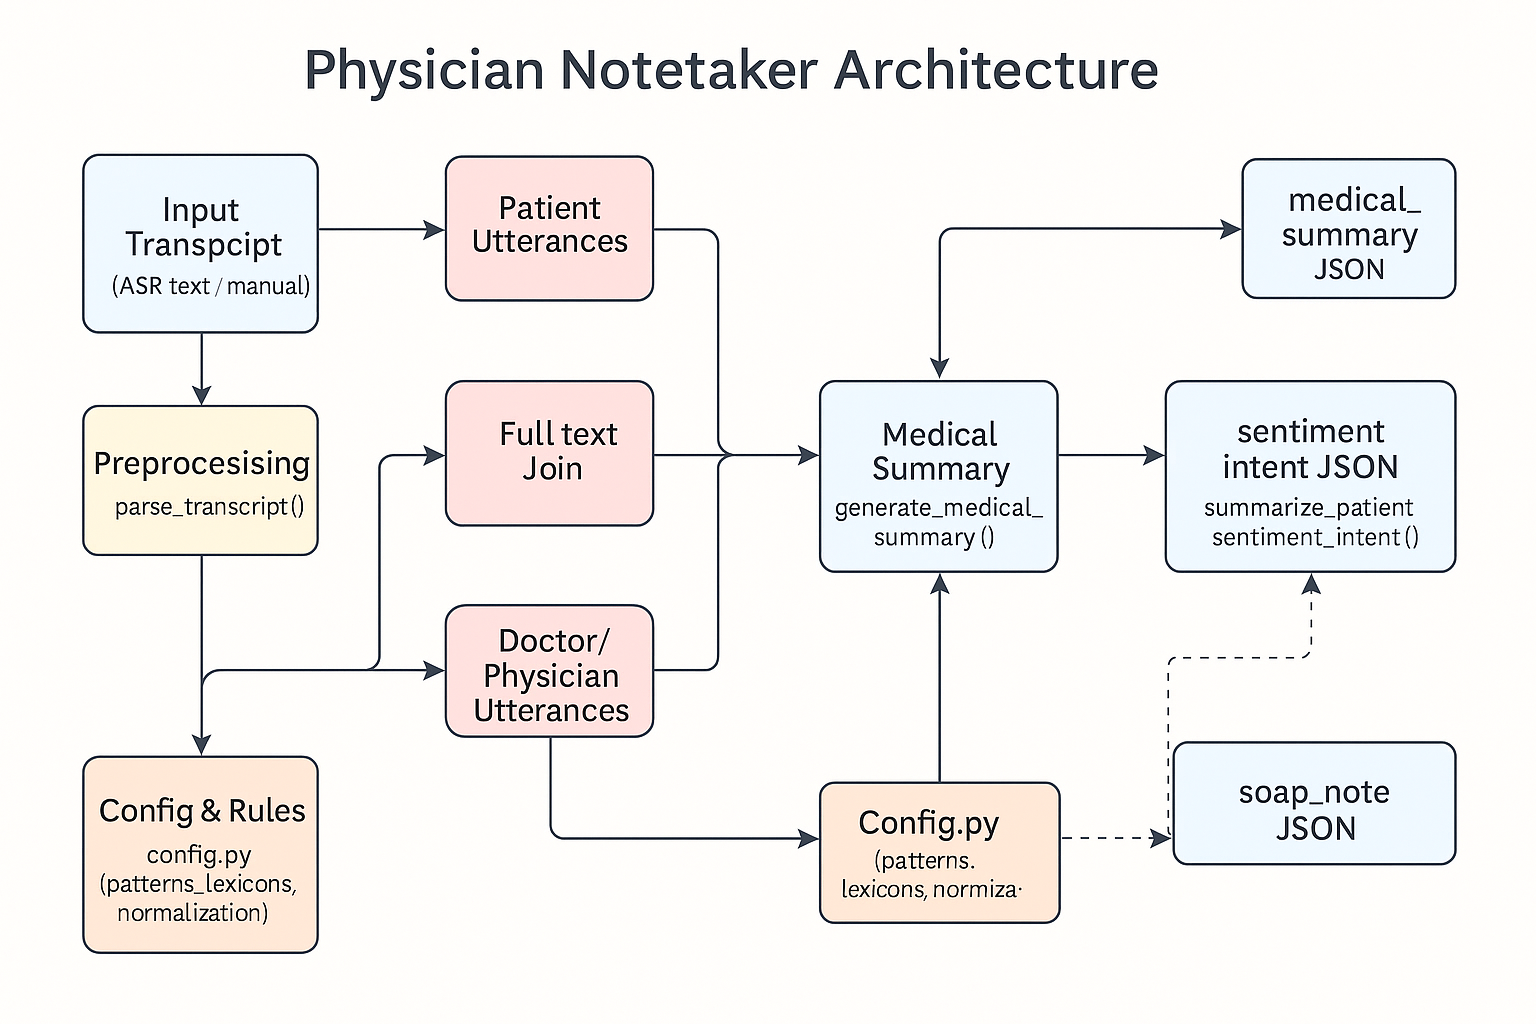 Physician Notetaker Architecture
Input
Transpcipt
(ASR text / manual)
Patient
Utterances
medical_
summary
JSON
Preprocesising
parse_transcript()
Full text
Join
Medical
Summary
generate_medical_
summary ()
sentiment
intent JSON
summarize_patient
sentiment_intent ()
Doctor/
Physician
Utterances
Config & Rules
config.py
(patterns_lexicons,
normalization)
Config.py
(patterns.
lexicons, normiza·
soap_note
JSON